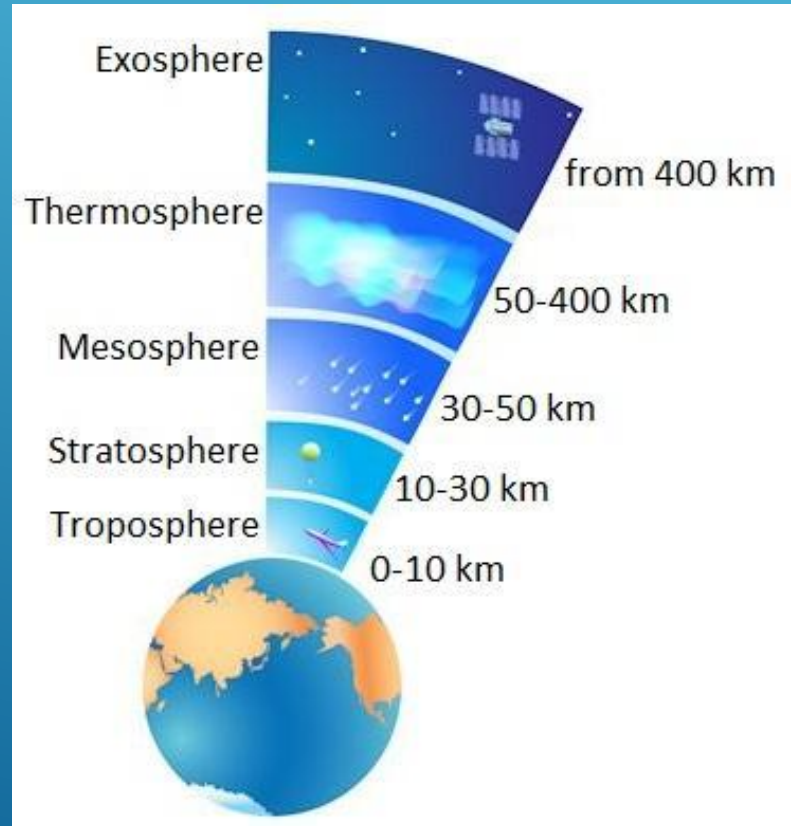 Exosphere
from 400 km
Thermosphere
50-400 km
Mesosphere
30-50 km
Stratosphere
10-30 km
Troposphere
0-10 km